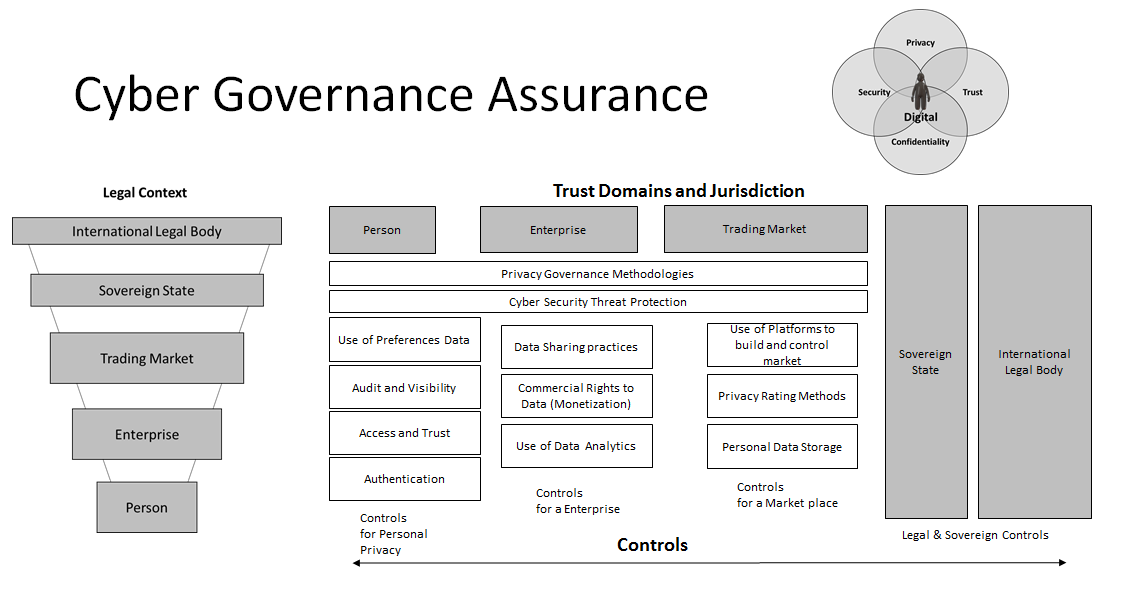 Cyber Governance Assurance
Privacy
Security
Trust
Digital
Confidentiality
Legal Context
International Legal Body
Sovereign State
Trading Market
Enterprise
Person
Trust Domains and Jurisdiction
Person
Enterprise
Trading Market
Privacy Governance Methodologies
Cyber Security Threat Protection
Use of Preferences Data
Audit and Visibility
Access and Trust
Authentication
Controls
for Personal
Privacy
Data Sharing practices
Commercial Rights to
Data (Monetization)
Use of Data Analytics
Controls
for a Enterprise
Use of Platforms to
build and control
market
Privacy Rating Methods
Personal Data Storage
Controls
for a Market place
Sovereign
State
International
Legal Body
Legal & Sovereign Controls
Controls